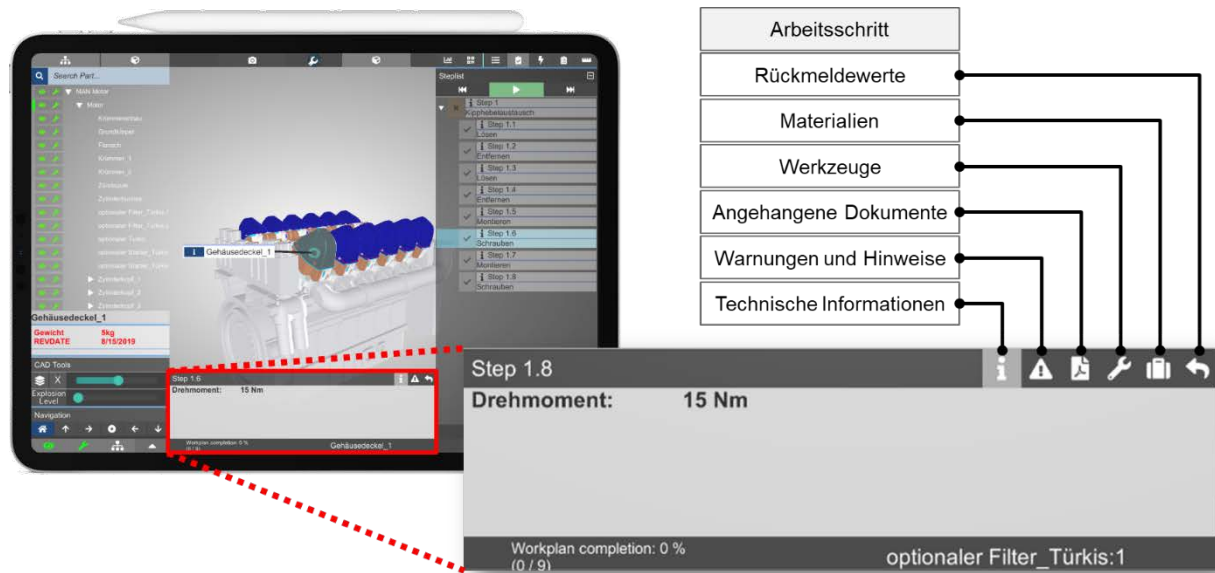 Search Part...
MAN Motor
Motor
Krümmereinbau
Grundkörper
Flansch
Krümmer_1
Krümmer_2
optionaler Filter_Türkis:1
optionaler Filter_Türkis:
optionaler Turbo
optionaler Starter_Türkis
optionaler Starter_Türkis
Zylinderkopf_1
Zylinderkopf_2
Zylinderkopf_3
Gehäusedeckel_1
Gewicht 5kg
REVDATE 8/15/2019
CAD Tools
X
Explosion
Level
Navigation
Gehäusedeckel_1
Steplist
Step 1
Kipphebelaustausch
Step 1.1
Lösen
Step 1.2
Entfernen
Step 1.3
Lösen
Step 1.4
Entfernen
Step 1.5
Montieren
Step 1.6
Schrauben
Step 1.7
Montieren
Step 1.8
Schrauben
Step 1.6
Drehmoment: 15 Nm
Workplan completion: 0 %
(0 / 9)
Gehäusedeckel_1
Arbeitsschritt
Rückmeldewerte
Materialien
Werkzeuge
Angehangene Dokumente
Warnungen und Hinweise
Technische Informationen
Step 1.8
Drehmoment: 15 Nm
Workplan completion: 0 %
(0 / 9)
optionaler Filter_Türkis:1